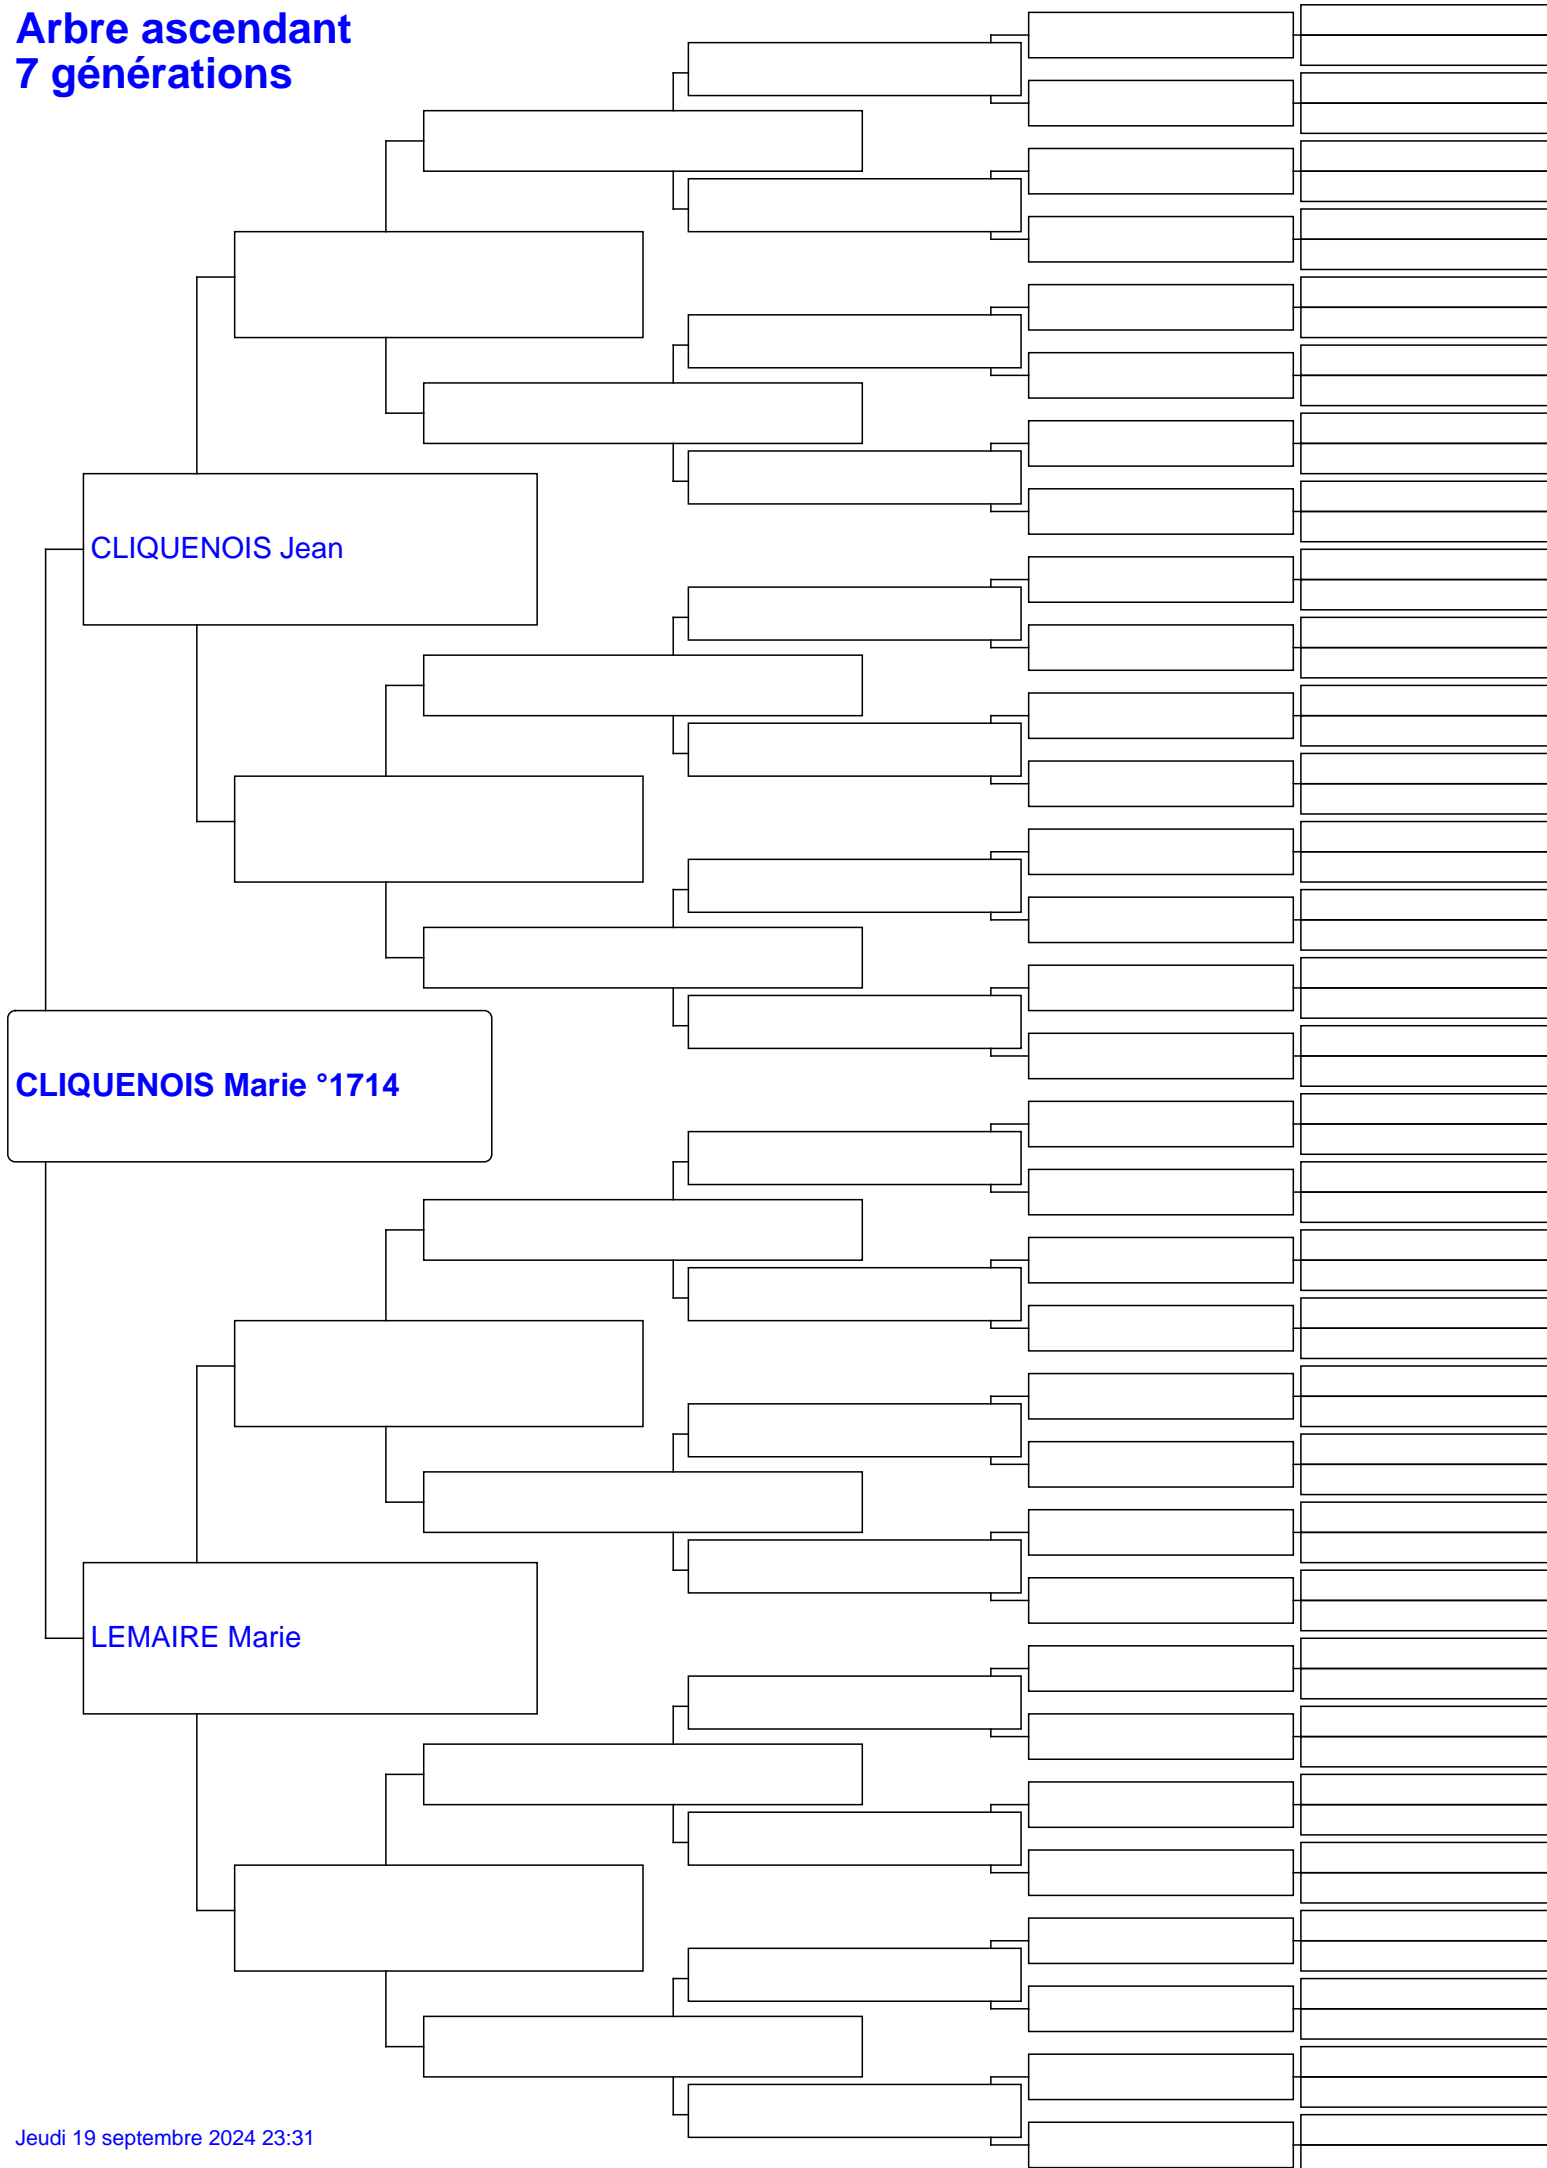 Arbre ascendant
7 générations
CLIQUENOIS Jean
CLIQUENOIS Marie °1714
LEMAIRE Marie
Jeudi 19 septembre 2024 23:31